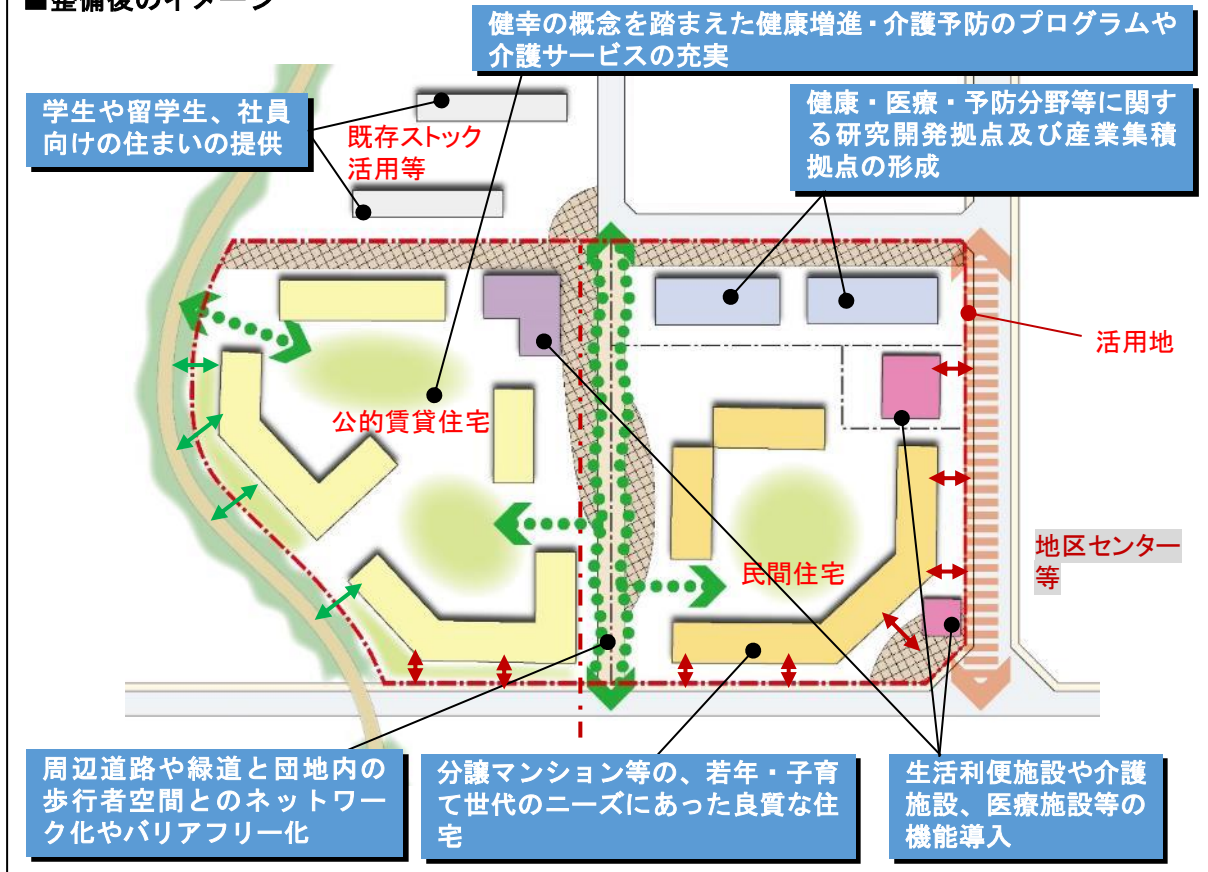 ■整備後のイメージ
健幸の概念を踏まえた健康増進・介護予防のプログラムや
介護サービスの充実
学生や留学生、社員
向けの住まいの提供
既存ストック
活用等
健康・医療・予防分野等に関す
る研究開発拠点及び産業集積
拠点の形成
活用地
公的賃貸住宅
民間住宅
地区センター
等
周辺道路や緑道と団地内の
歩行者空間とのネットワー
ク化やバリアフリー化
分譲マンション等の、若年・子育
て世代のニーズにあった良質な住
宅
生活利便施設や介護
施設、医療施設等の
機能導入